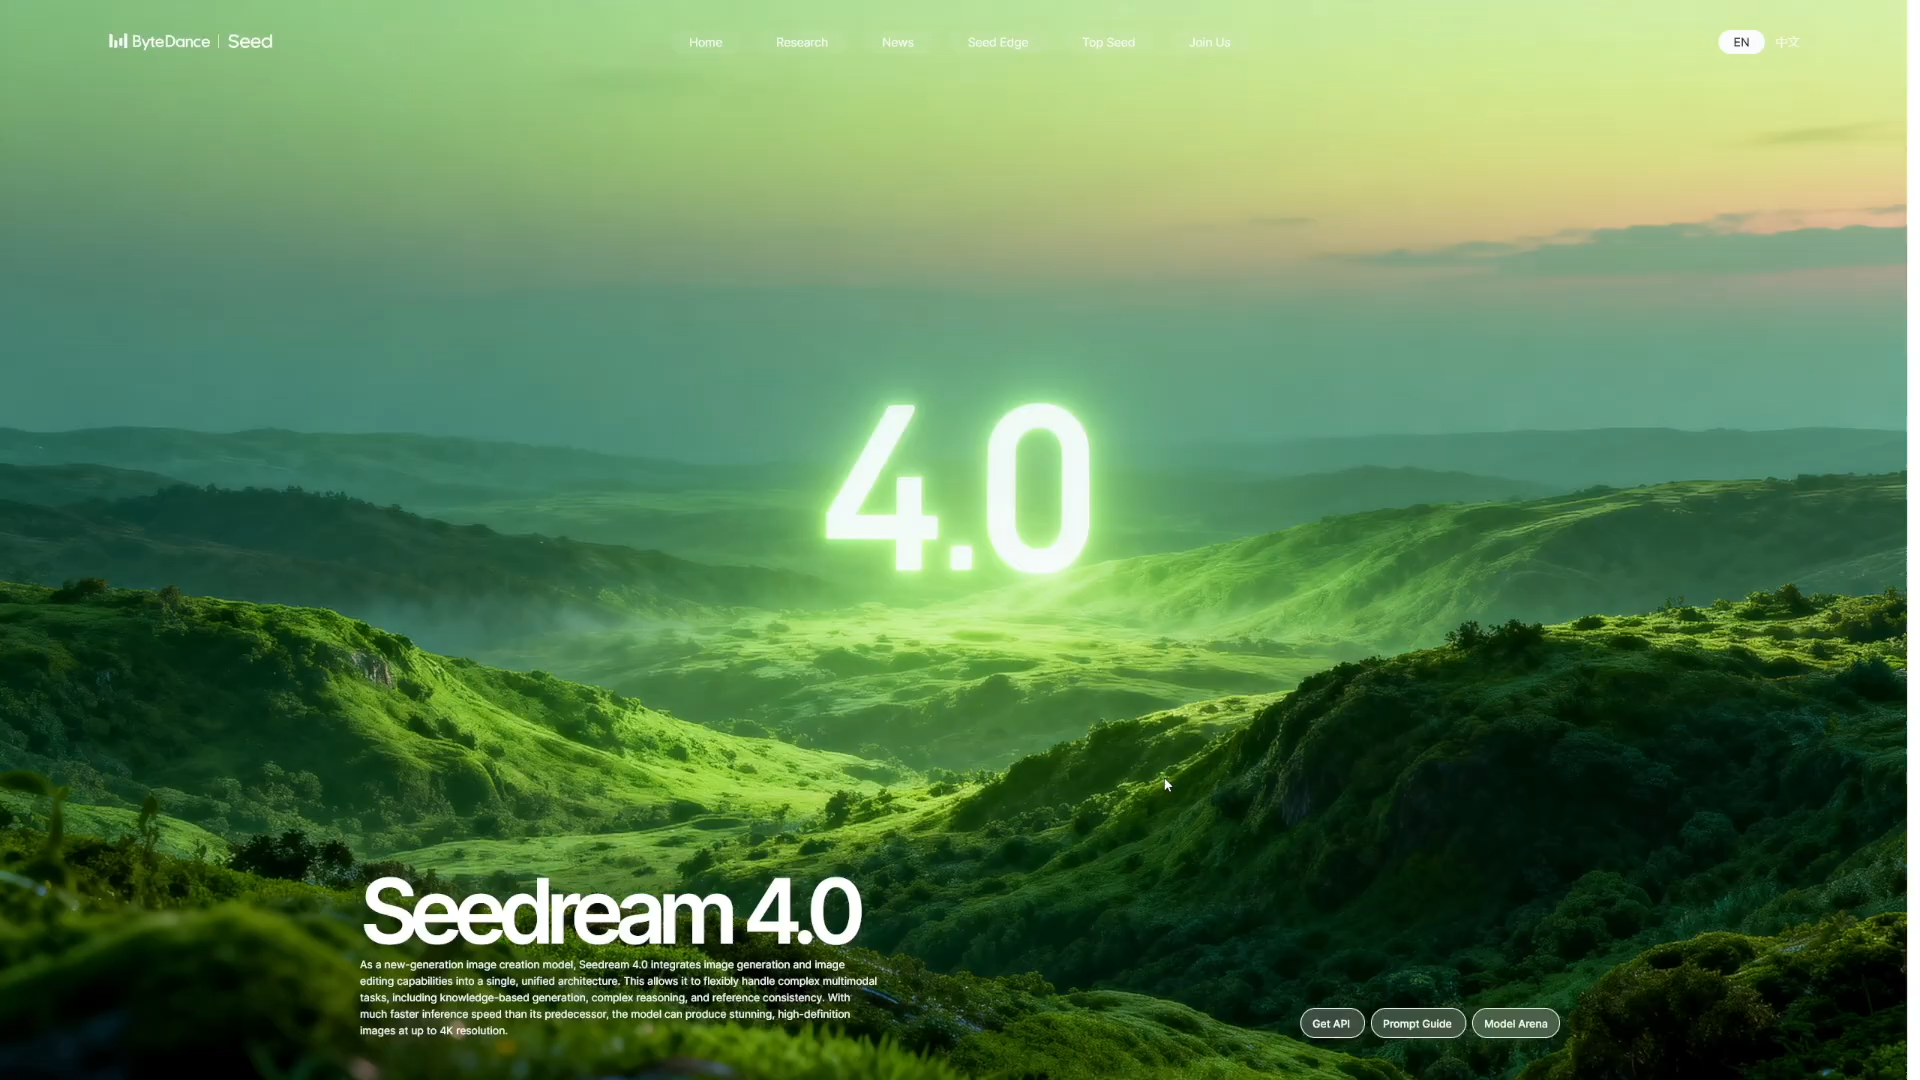 ByteDance | Seed
Home Research News Seed Edge Top Seed Join Us
EN 中文
4.0
Seedream 4.0
As a new-generation image creation model, Seedream 4.0 integrates image generation and image
editing capabilities into a single, unified architecture. This allows it to flexibly handle complex multimodal
tasks, including knowledge-based generation, complex reasoning, and reference consistency. With
much faster inference speed than its predecessor, the model can produce stunning, high-definition
images at up to 4K resolution.
Get API Prompt Guide Model Arena